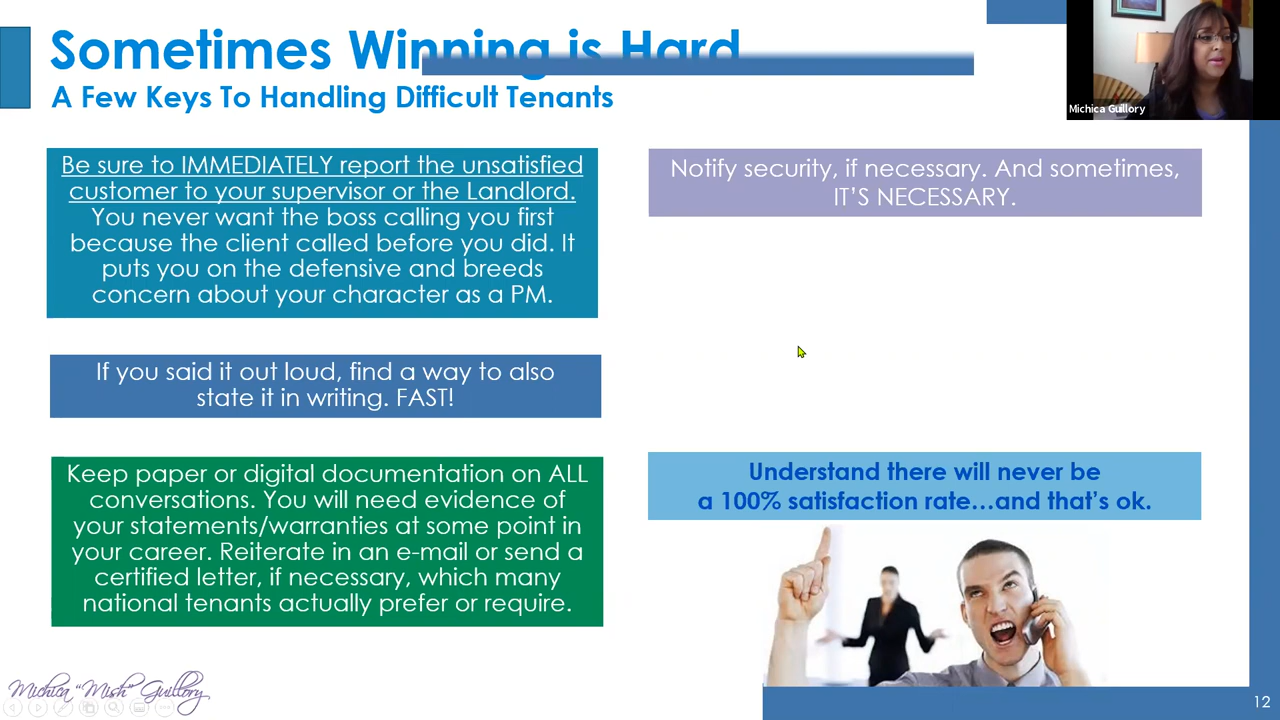 Sometimes Winning is Hard
A Few Keys To Handling Difficult Tenants
Michica Guillory
Be sure to IMMEDIATELY report the unsatisfied
customer to your supervisor or the Landlord.
You never want the boss calling you first
because the client called before you did. It
puts you on the defensive and breeds
concern about your character as a PM.
If you said it out loud, find a way to also
state it in writing. FAST!
Keep paper or digital documentation on ALL
conversations. You will need evidence of
your statements/warranties at some point in
your career. Reiterate in an e-mail or send a
certified letter, if necessary, which many
national tenants actually prefer or require.
Notify security, if necessary. And sometimes,
IT'S NECESSARY.
Understand there will never be
a 100% satisfaction rate...and that's ok.
Michica "Mish" Guillory
12